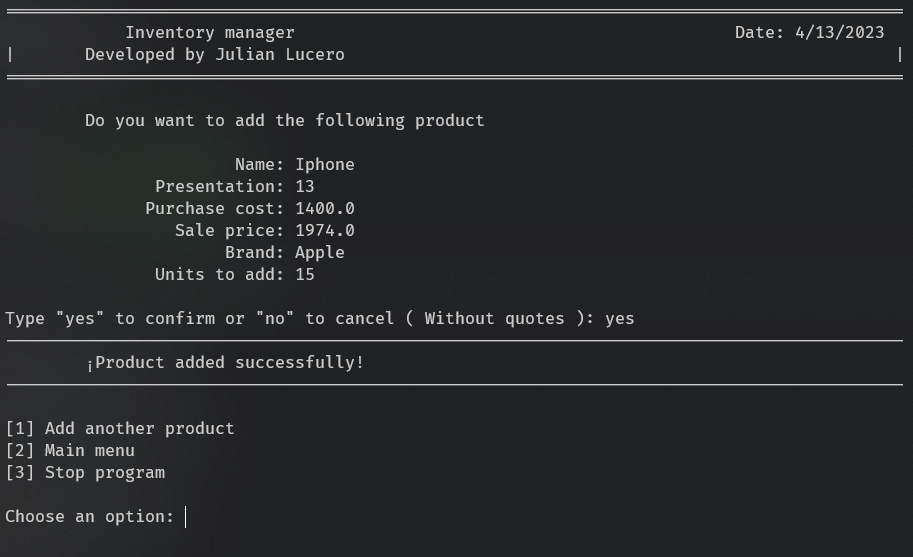 Inventory manager Date: 4/13/2023
| Developed by Julian Lucero |
Do you want to add the following product
Name: Iphone
Presentation: 13
Purchase cost: 1400.0
Sale price: 1974.0
Brand: Apple
Units to add: 15
Type "yes" to confirm or "no" to cancel ( Without quotes ): yes
¡Product added successfully!
[1] Add another product
[2] Main menu
[3] Stop program
Choose an option: